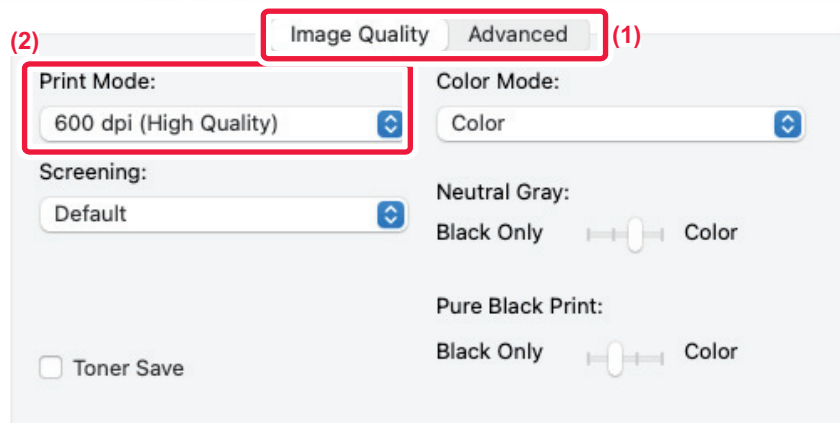 Image Quality Advanced (1)
(2)
Print Mode:
600 dpi (High Quality)
Screening:
Default
Toner Save
Color Mode:
Color
Neutral Gray:
Black Only Color
Pure Black Print:
Black Only Color